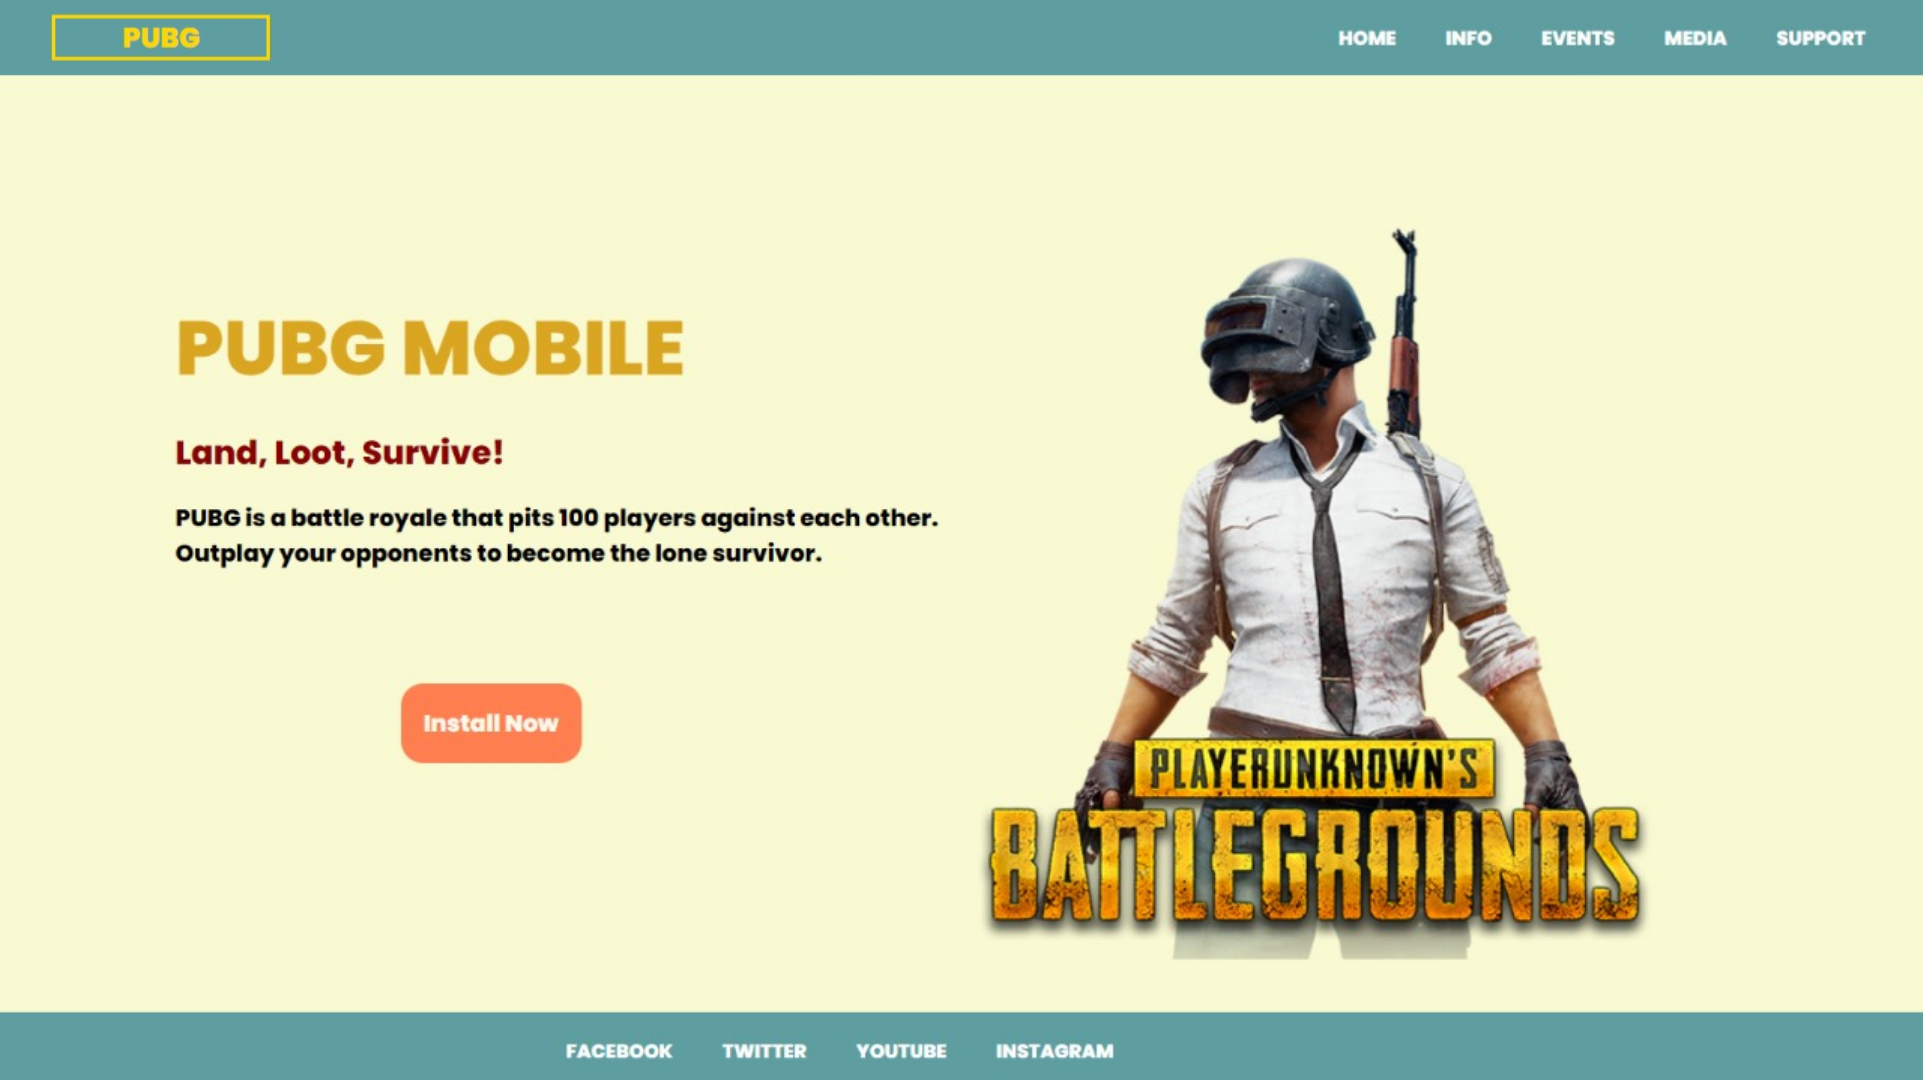 PUBG
HOME INFO EVENTS MEDIA SUPPORT
PUBG MOBILE
Land, Loot, Survive!
PUBG is a battle royale that pits 100 players against each other.
Outplay your opponents to become the lone survivor.
Install Now
PLAYERUNKNOWN'S
BATTLEGROUNDS
FACEBOOK TWITTER YOUTUBE INSTAGRAM